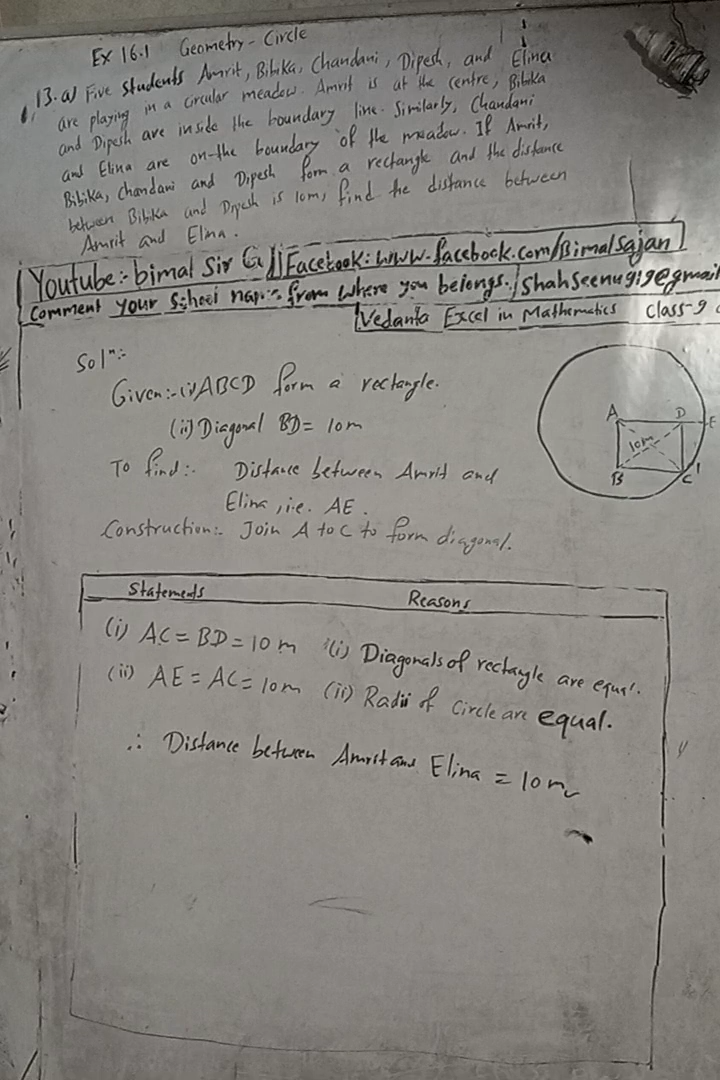 Ex 16.1 Geometry - Circle
13. a) Five Students Amrit, Bibika, Chandani, Dipesh, and Elina
are playing in a circular meadow. Amrit is at the centre, Bibika
and Dipesh are inside the boundary line. Similarly, Chandani
and Elina are on-the boundary of the meadow. If Amrit,
Bibika, Chandani and Dipesh form a rectangle and the distance
between Bibika and Dipesh is 10m, find the distance between
Amrit and Elina.
Youtube:- bimal Sir G Facebook: www.facebook.com/Bimalsajan
Comment your School from where you belongs. / shahseenu919@gmail
Vedanta Excel in Mathematics Class-9
Solⁿ:-
Given:- (i) ABCD form a rectangle.
(ii) Diagonal BD = 10m
To find:- Distance between Amrit and
Elina, i.e. AE.
Construction:- Join A to C to form diagonal.
A D E
10m
B C
Statements Reasons
(i) AC = BD = 10 m (i) Diagonals of rectangle are equal.
(ii) AE = AC = 10m (ii) Radii of circle are equal.
∴ Distance between Amrit and Elina = 10m